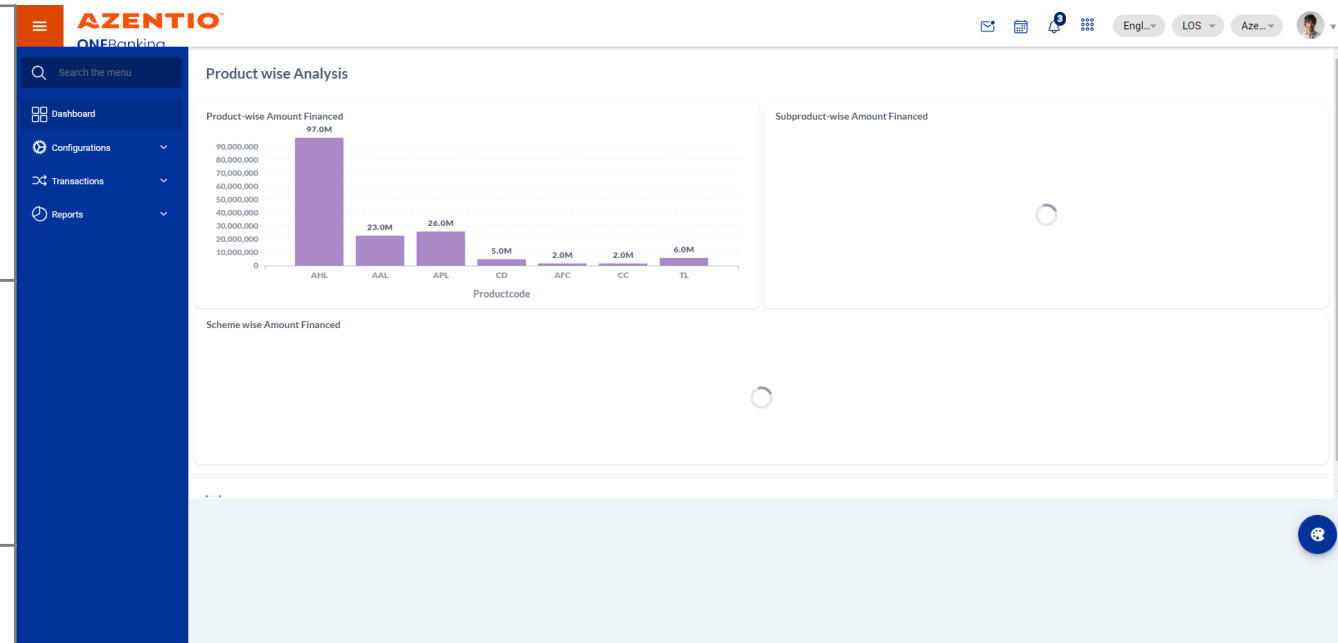 AZENTIO
ONEBanking
3
Engl...
LOS
Aze...
Search the menu
Dashboard
Configurations
Transactions
Reports
Product wise Analysis
Product-wise Amount Financed
97.0M
90,000,000
80,000,000
70,000,000
60,000,000
50,000,000
40,000,000
30,000,000
20,000,000
10,000,000
0
23.0M
26.0M
5.0M
2.0M
2.0M
6.0M
AHL AAL APL CD AFC CC TL
Productcode
Subproduct-wise Amount Financed
Scheme wise Amount Financed